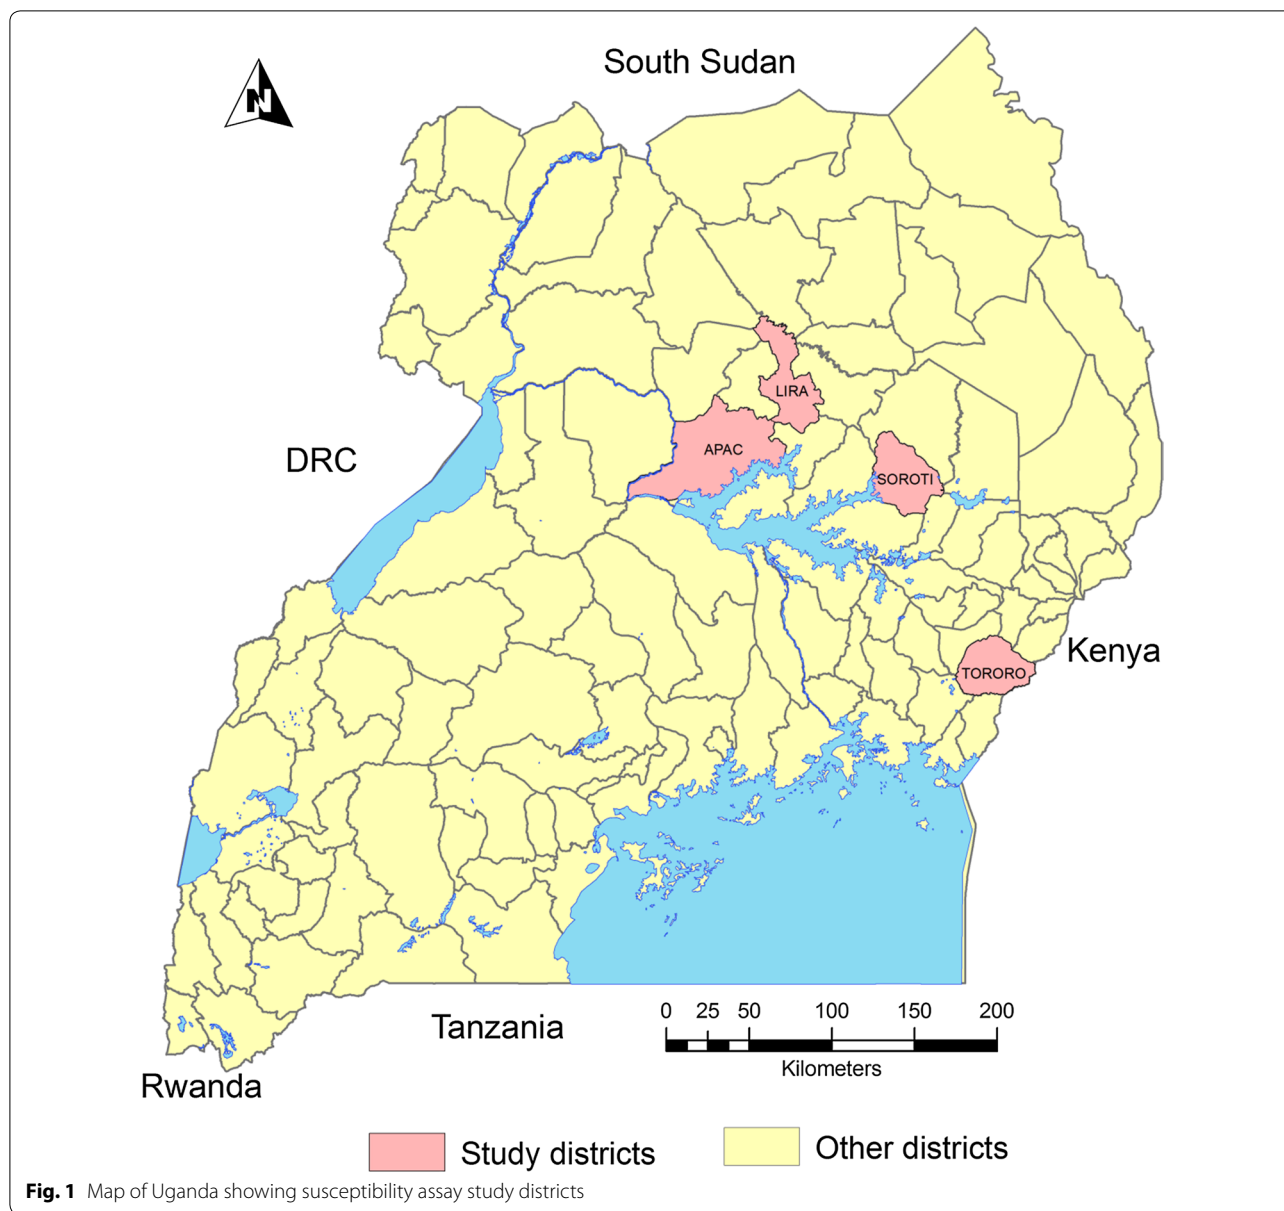 South Sudan
N
LIRA
APAC
DRC
SOROTI
Kenya
TORORO
0 25 50 100 150 200
Tanzania
Kilometers
Rwanda
Study districts
Other districts
Fig. 1 Map of Uganda showing susceptibility assay study districts